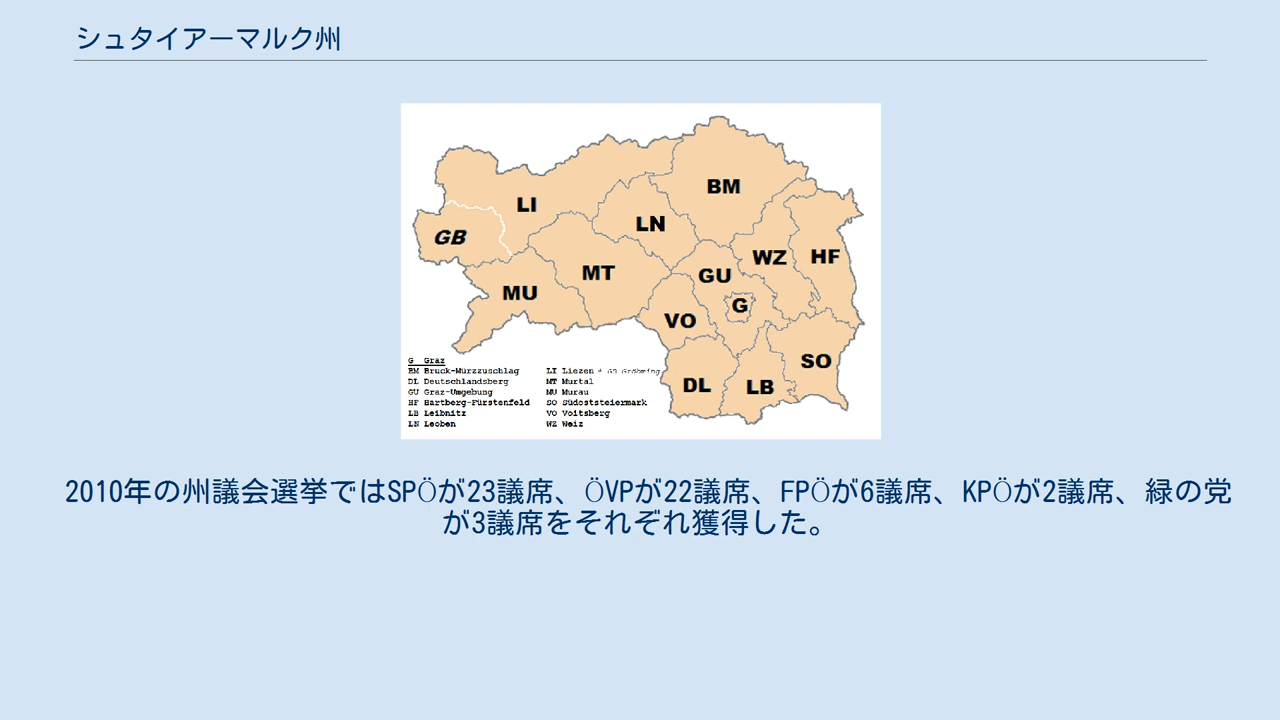 シュタイアーマルク州
BM
LI
LN
GB
WZ
HF
MT
GU
MU
G
VO
SO
DL
LB
G Graz
BM Bruck-Mürzzuschlag
DL Deutschlandsberg
GU Graz-Umgebung
HF Hartberg-Fürstenfeld
LB Leibnitz
LN Leoben
LI Liezen + GB Gröbming
MT Murtal
MU Murau
SO Südoststeiermark
VO Voitsberg
WZ Weiz
2010年の州議会選挙ではSPÖが23議席、ÖVPが22議席、FPÖが6議席、KPÖが2議席、緑の党
が3議席をそれぞれ獲得した。